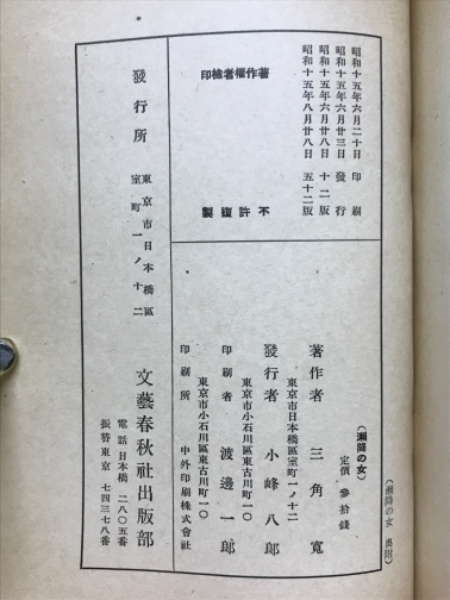 昭和十五年六月二十日 印刷
昭和十五年六月廿三日 發行
昭和十五年六月廿八日 十二版
昭和十五年八月廿八日 五十二版
著作權者檢印
不許複製
(瀬降の女 奥附)
(瀬降の女)
定價 參拾錢
著作者 三角寛
東京市日本橋區室町一ノ十二
發行者 小峰八郎
東京市小石川區東古川町一〇
印刷者 渡邊一郎
東京市小石川區東古川町一〇
印刷所 中外印刷株式會社
發行所
東京市日本橋區
室町一ノ十二
文藝春秋社出版部
電話日本橋 二八〇五番
振替東京 七四三七八番